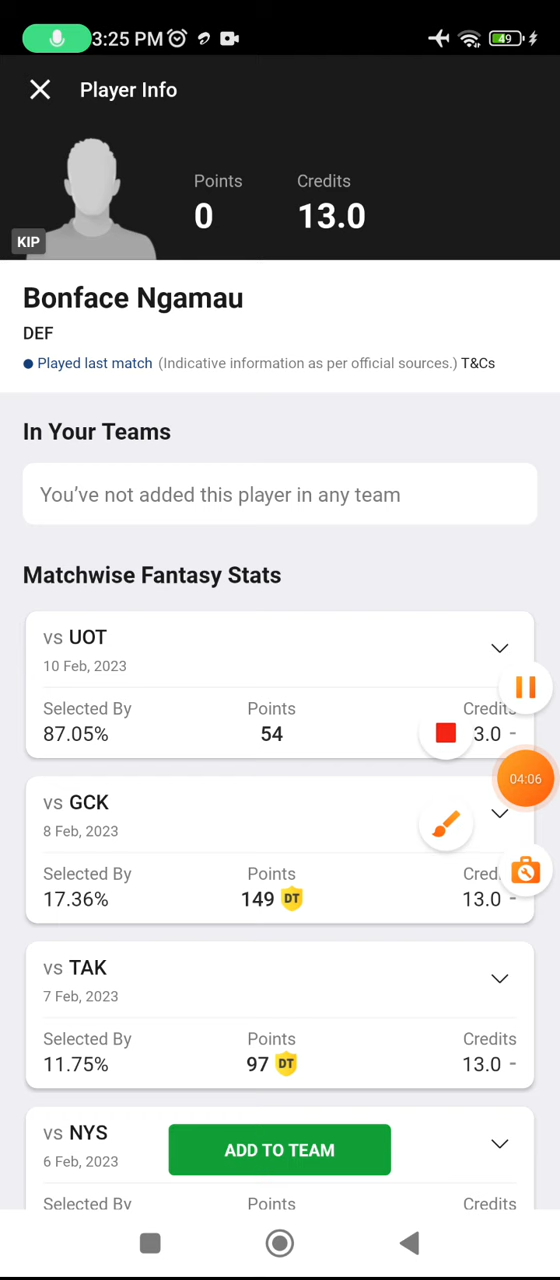 3:25 PM
49
Player Info
Points
Credits
0
13.0
KIP
Bonface Ngamau
DEF
Played last match (Indicative information as per official sources.) T&Cs
In Your Teams
You've not added this player in any team
Matchwise Fantasy Stats
vs UOT
10 Feb, 2023
Selected By Points Credits
87.05% 54 3.0 -
04:06
vs GCK
8 Feb, 2023
Selected By Points Cred
17.36% 149 DT 13.0 -
vs TAK
7 Feb, 2023
Selected By Points Credits
11.75% 97 DT 13.0 -
vs NYS
6 Feb, 2023
ADD TO TEAM
Selected By Points Credits